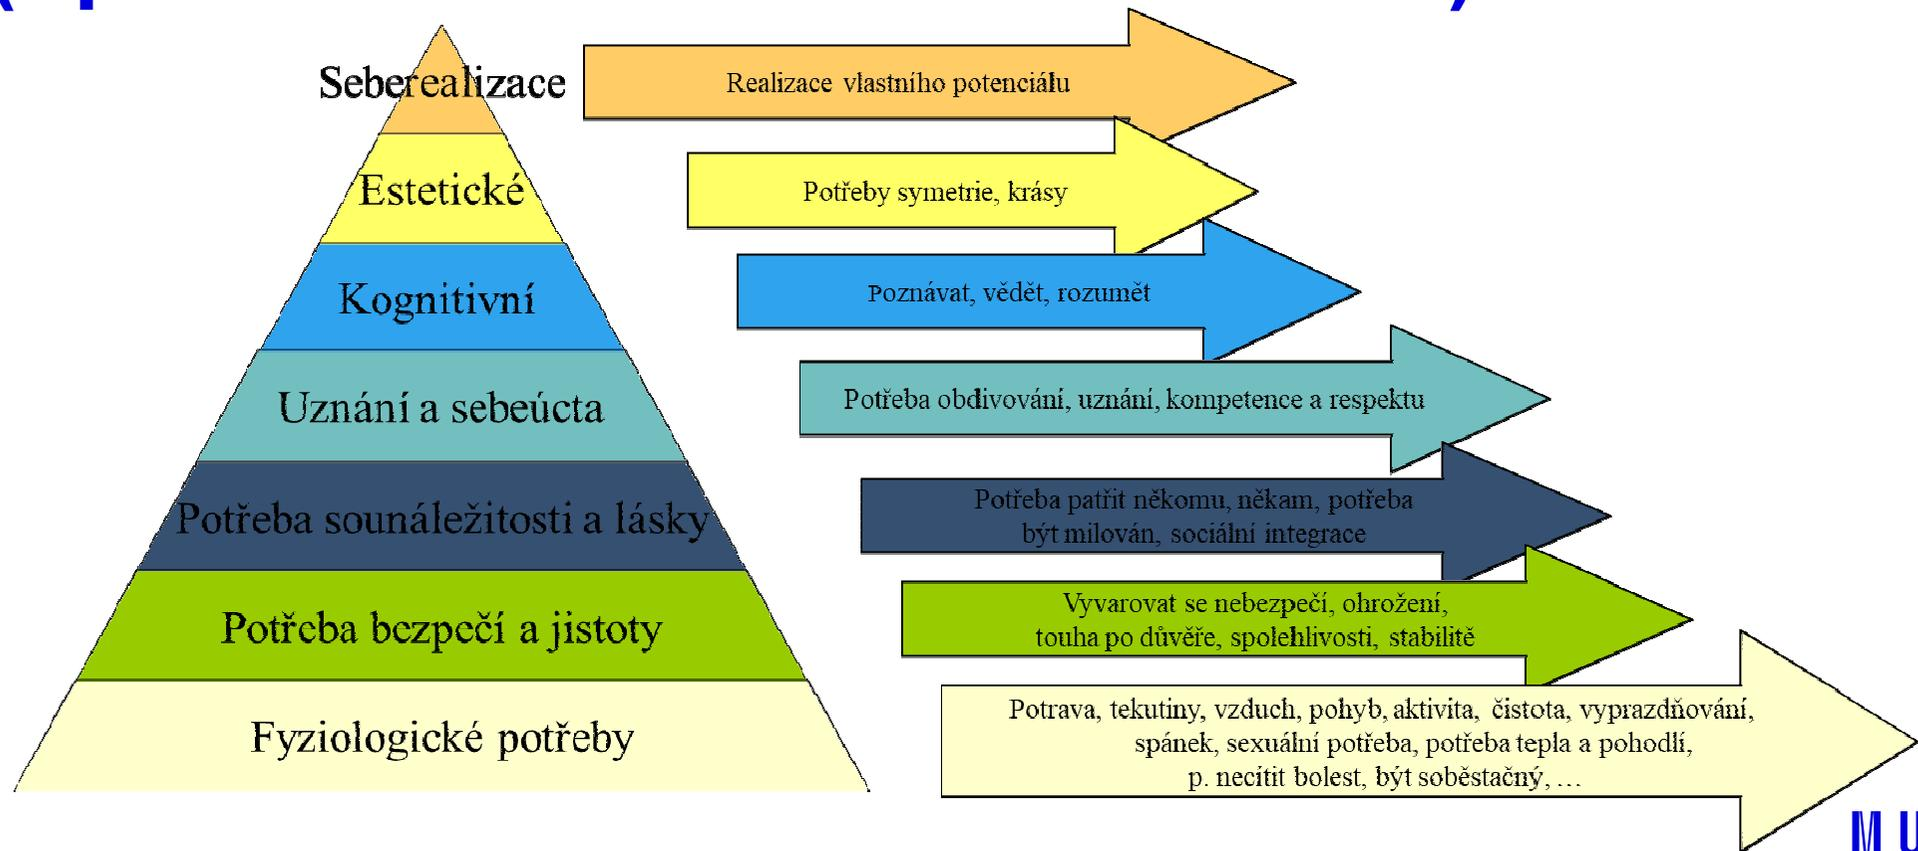 Seberealizace
Realizace vlastního potenciálu
Estetické
Potřeby symetrie, krásy
Kognitivní
Poznávat, vědět, rozumět
Uznání a sebeúcta
Potřeba obdivování, uznání, kompetence a respektu
Potřeba sounáležitosti a lásky
Potřeba patřit někomu, někam, potřeba
být milován, sociální integrace
Potřeba bezpečí a jistoty
Vyvarovat se nebezpečí, ohrožení,
touha po důvěře, spolehlivosti, stabilitě
Fyziologické potřeby
Potrava, tekutiny, vzduch, pohyb, aktivita, čistota, vyprazdňování,
spánek, sexuální potřeba, potřeba tepla a pohodlí,
p. necítit bolest, být soběstačný, …
M U